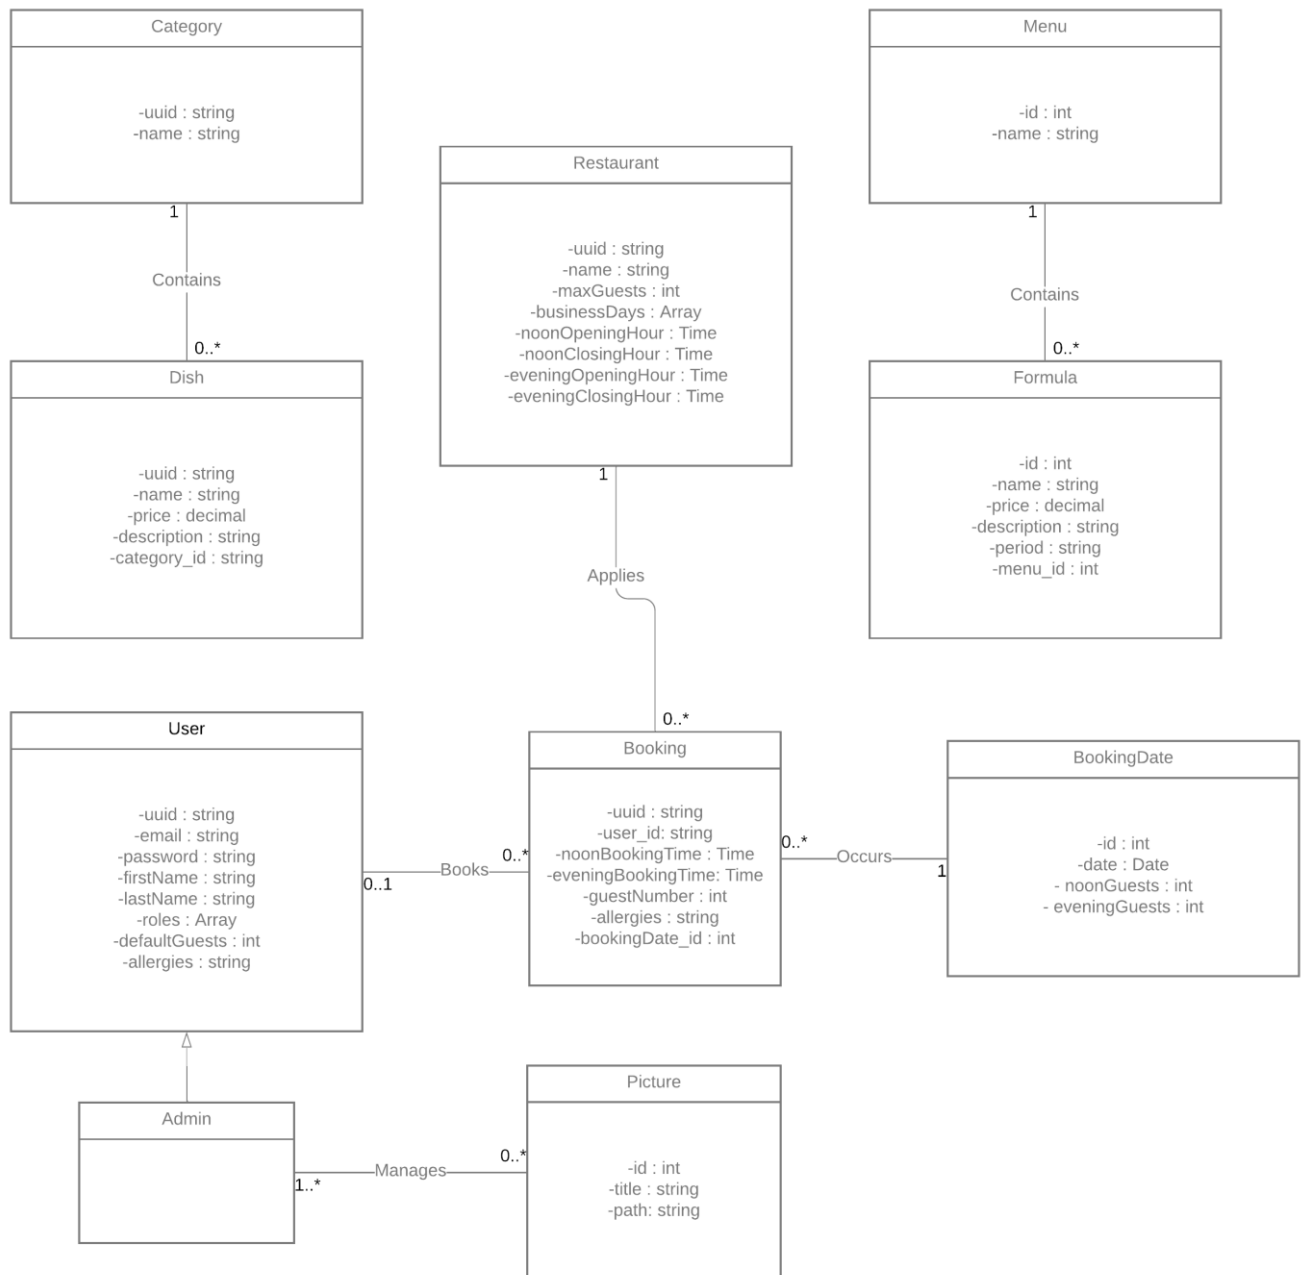 Category
-uuid : string
-name : string
1
Contains
0..*
Dish
-uuid : string
-name : string
-price : decimal
-description : string
-category_id : string
Restaurant
-uuid : string
-name : string
-maxGuests : int
-businessDays : Array
-noonOpeningHour : Time
-noonClosingHour : Time
-eveningOpeningHour : Time
-eveningClosingHour : Time
1
Applies
0..*
Menu
-id : int
-name : string
1
Contains
0..*
Formula
-id : int
-name : string
-price : decimal
-description : string
-period : string
-menu_id : int
User
-uuid : string
-email : string
-password : string
-firstName : string
-lastName : string
-roles : Array
-defaultGuests : int
-allergies : string
0..1
Books
0..*
Booking
-uuid : string
-user_id: string
-noonBookingTime : Time
-eveningBookingTime: Time
-guestNumber : int
-allergies : string
-bookingDate_id : int
0..*
Occurs
1
BookingDate
-id : int
-date : Date
- noonGuests : int
- eveningGuests : int
Admin
1..*
Manages
0..*
Picture
-id : int
-title : string
-path: string